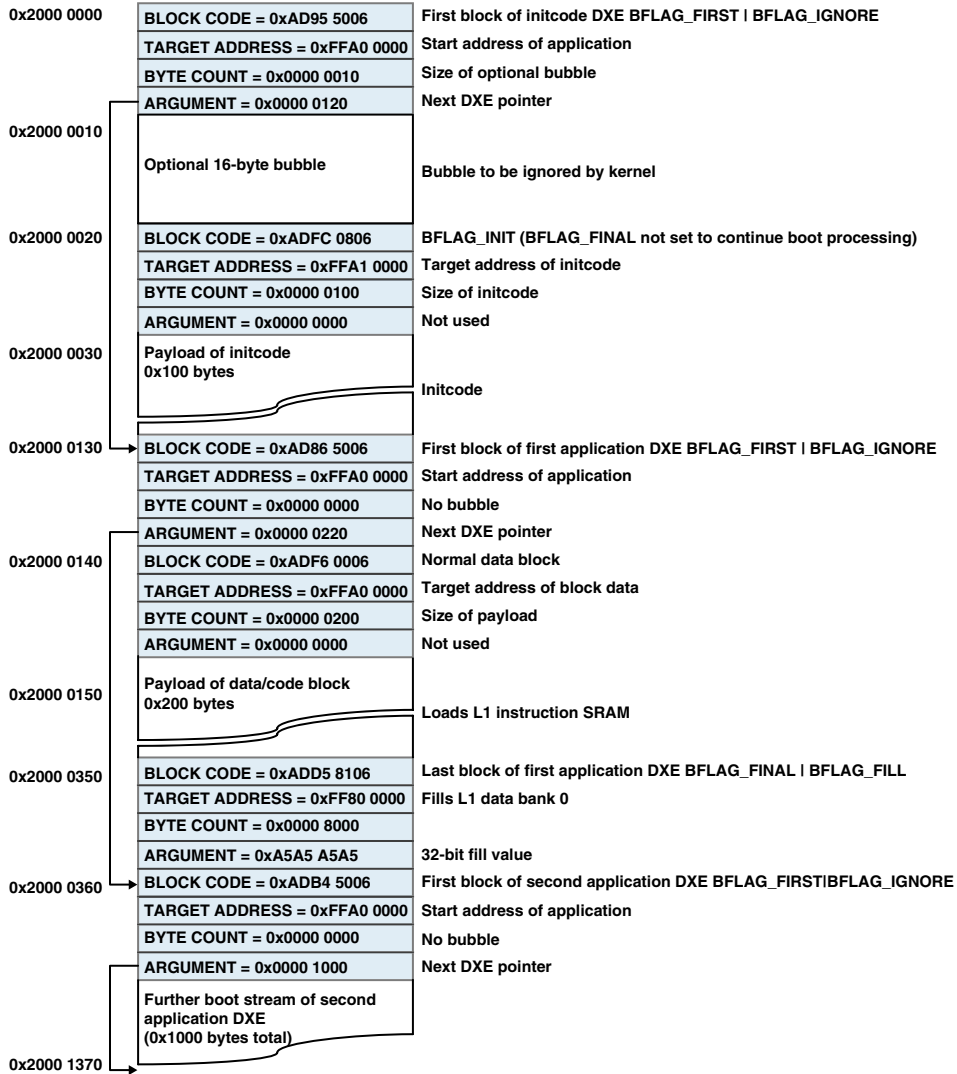 0x2000 0000 BLOCK CODE = 0xAD95 5006 First block of initcode DXE BFLAG_FIRST | BFLAG_IGNORE
TARGET ADDRESS = 0xFFA0 0000 Start address of application
BYTE COUNT = 0x0000 0010 Size of optional bubble
ARGUMENT = 0x0000 0120 Next DXE pointer
0x2000 0010
Optional 16-byte bubble Bubble to be ignored by kernel
0x2000 0020 BLOCK CODE = 0xADFC 0806 BFLAG_INIT (BFLAG_FINAL not set to continue boot processing)
TARGET ADDRESS = 0xFFA1 0000 Target address of initcode
BYTE COUNT = 0x0000 0100 Size of initcode
ARGUMENT = 0x0000 0000 Not used
0x2000 0030 Payload of initcode
0x100 bytes
Initcode
0x2000 0130 BLOCK CODE = 0xAD86 5006 First block of first application DXE BFLAG_FIRST | BFLAG_IGNORE
TARGET ADDRESS = 0xFFA0 0000 Start address of application
BYTE COUNT = 0x0000 0000 No bubble
ARGUMENT = 0x0000 0220 Next DXE pointer
0x2000 0140 BLOCK CODE = 0xADF6 0006 Normal data block
TARGET ADDRESS = 0xFFA0 0000 Target address of block data
BYTE COUNT = 0x0000 0200 Size of payload
ARGUMENT = 0x0000 0000 Not used
0x2000 0150 Payload of data/code block
0x200 bytes
Loads L1 instruction SRAM
0x2000 0350 BLOCK CODE = 0xADD5 8106 Last block of first application DXE BFLAG_FINAL | BFLAG_FILL
TARGET ADDRESS = 0xFF80 0000 Fills L1 data bank 0
BYTE COUNT = 0x0000 8000
ARGUMENT = 0xA5A5 A5A5 32-bit fill value
0x2000 0360 BLOCK CODE = 0xADB4 5006 First block of second application DXE BFLAG_FIRST|BFLAG_IGNORE
TARGET ADDRESS = 0xFFA0 0000 Start address of application
BYTE COUNT = 0x0000 0000 No bubble
ARGUMENT = 0x0000 1000 Next DXE pointer
Further boot stream of second
application DXE
(0x1000 bytes total)
0x2000 1370